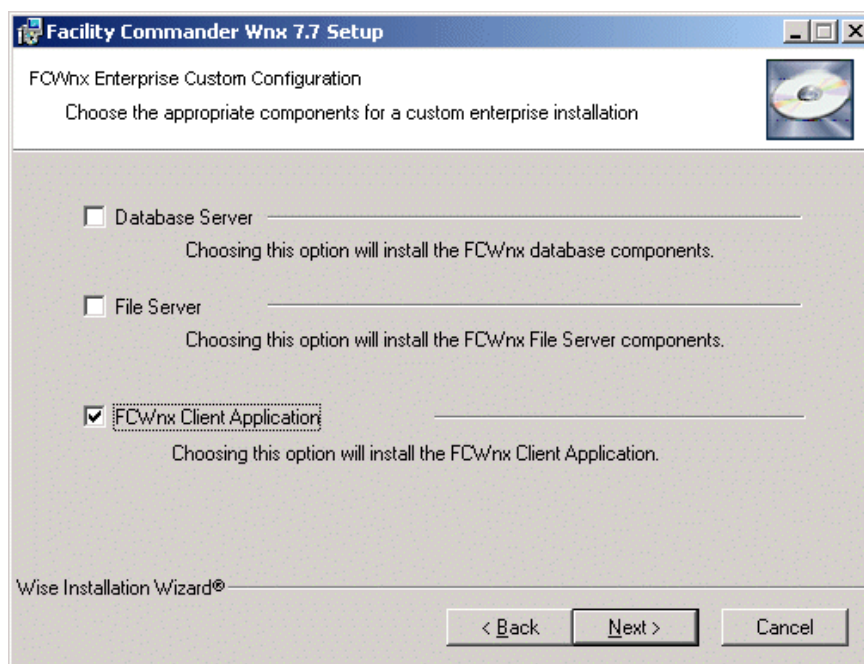 Facility Commander Wnx 7.7 Setup
FCWnx Enterprise Custom Configuration
Choose the appropriate components for a custom enterprise installation
Database Server
Choosing this option will install the FCWnx database components.
File Server
Choosing this option will install the FCWnx File Server components.
FCWnx Client Application
Choosing this option will install the FCWnx Client Application.
Wise Installation Wizard®
< Back Next > Cancel